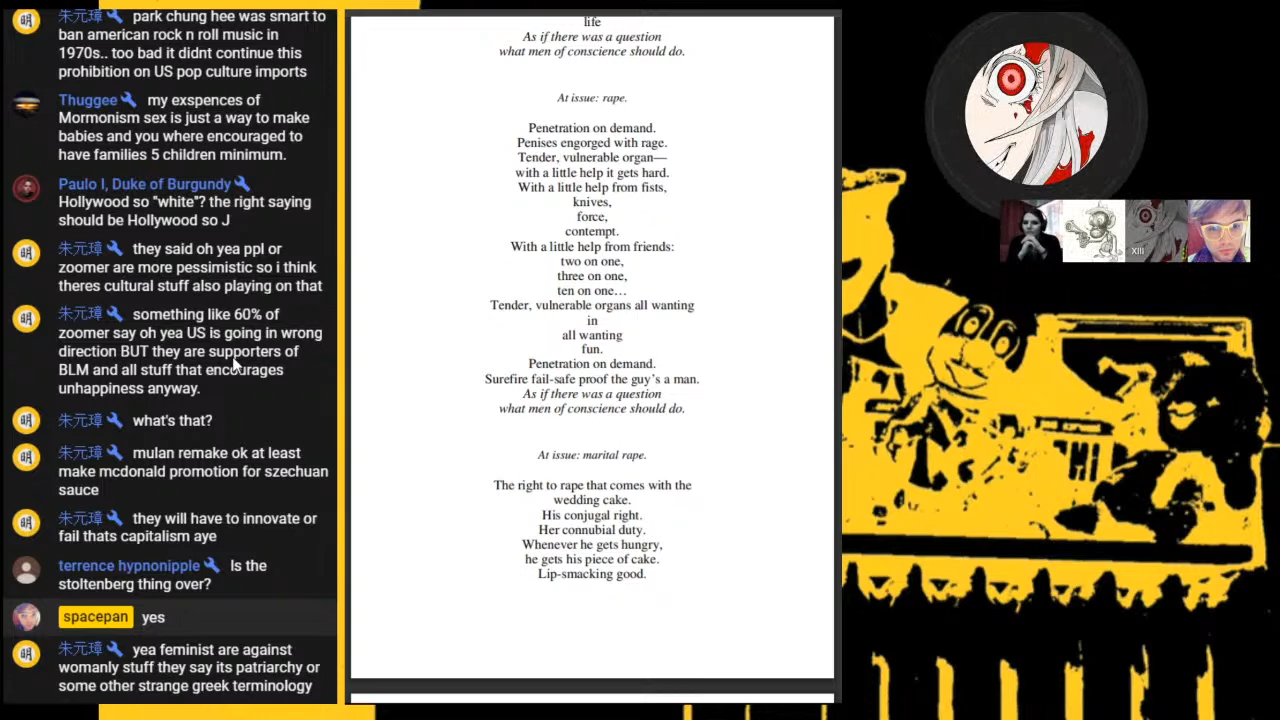 朱元璋 park chung hee was smart to
ban american rock n roll music in
1970s.. too bad it didnt continue this
prohibition on US pop culture imports
Thuggee my exspences of
Mormonism sex is just a way to make
babies and you where encouraged to
have families 5 children minimum.
Paulo I, Duke of Burgundy
Hollywood so "white"? the right saying
should be Hollywood so J
朱元璋 they said oh yea ppl or
zoomer are more pessimistic so i think
theres cultural stuff also playing on that
朱元璋 something like 60% of
zoomer say oh yea US is going in wrong
direction BUT they are supporters of
BLM and all stuff that encourages
unhappiness anyway.
朱元璋 what's that?
朱元璋 mulan remake ok at least
make mcdonald promotion for szechuan
sauce
朱元璋 they will have to innovate or
fail thats capitalism aye
terrence hypnonipple Is the
stoltenberg thing over?
spacepan yes
朱元璋 yea feminist are against
womanly stuff they say its patriarchy or
some other strange greek terminology
明
明
明
明
明
明
明
life
As if there was a question
what men of conscience should do.
At issue: rape.
Penetration on demand.
Penises engorged with rage.
Tender, vulnerable organ—
with a little help it gets hard.
With a little help from fists,
knives,
force,
contempt.
With a little help from friends:
two on one,
three on one,
ten on one…
Tender, vulnerable organs all wanting
in
all wanting
fun.
Penetration on demand.
Surefire fail-safe proof the guy's a man.
As if there was a question
what men of conscience should do.
At issue: marital rape.
The right to rape that comes with the
wedding cake.
His conjugal right.
Her connubial duty.
Whenever he gets hungry,
he gets his piece of cake.
Lip-smacking good.
XIII